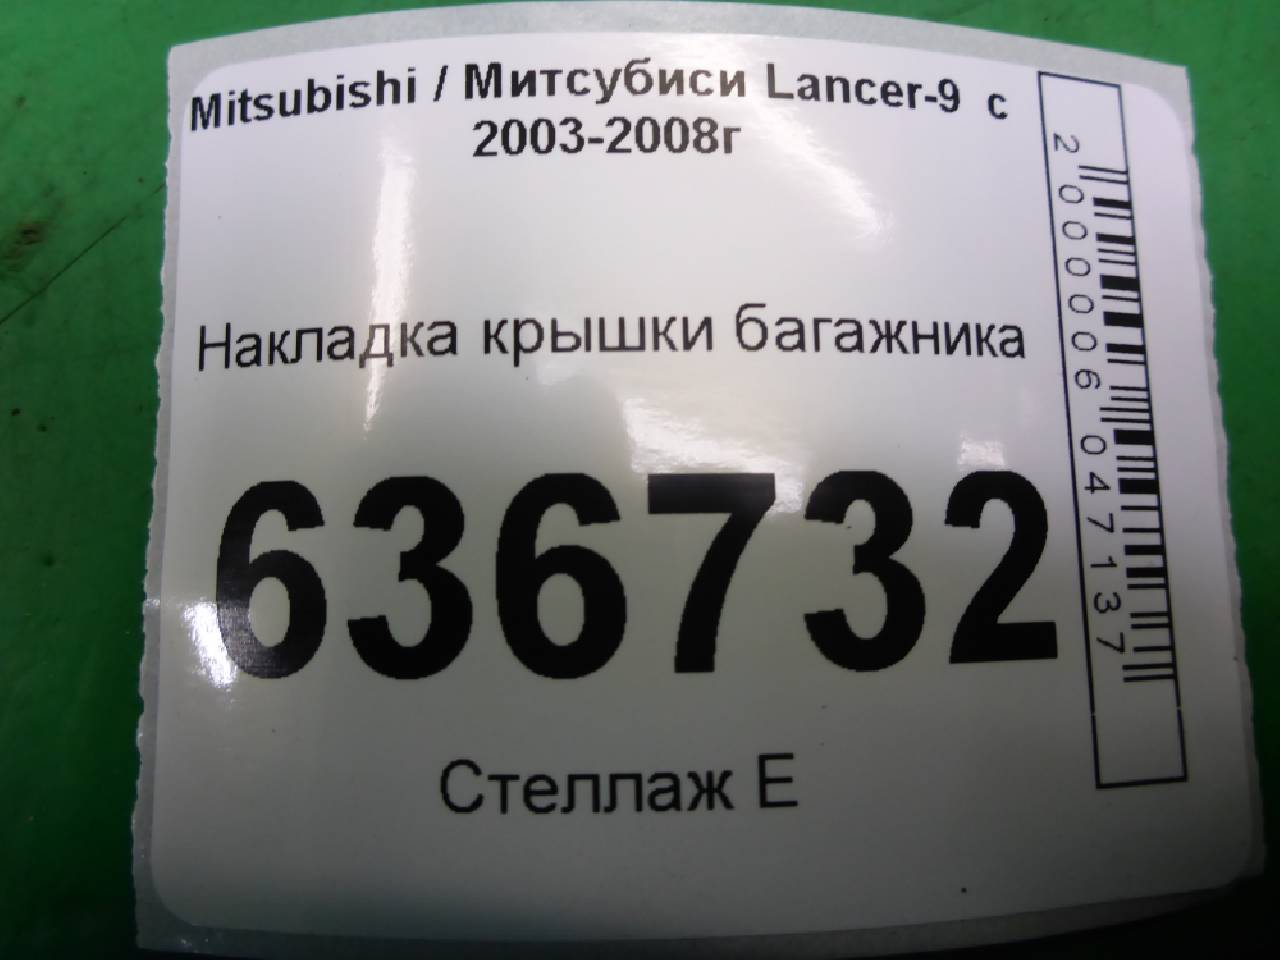 Mitsubishi / Митсубиси Lancer-9 с
2003-2008г
Накладка крышки багажника
636732
Стеллаж Е
2000006047137